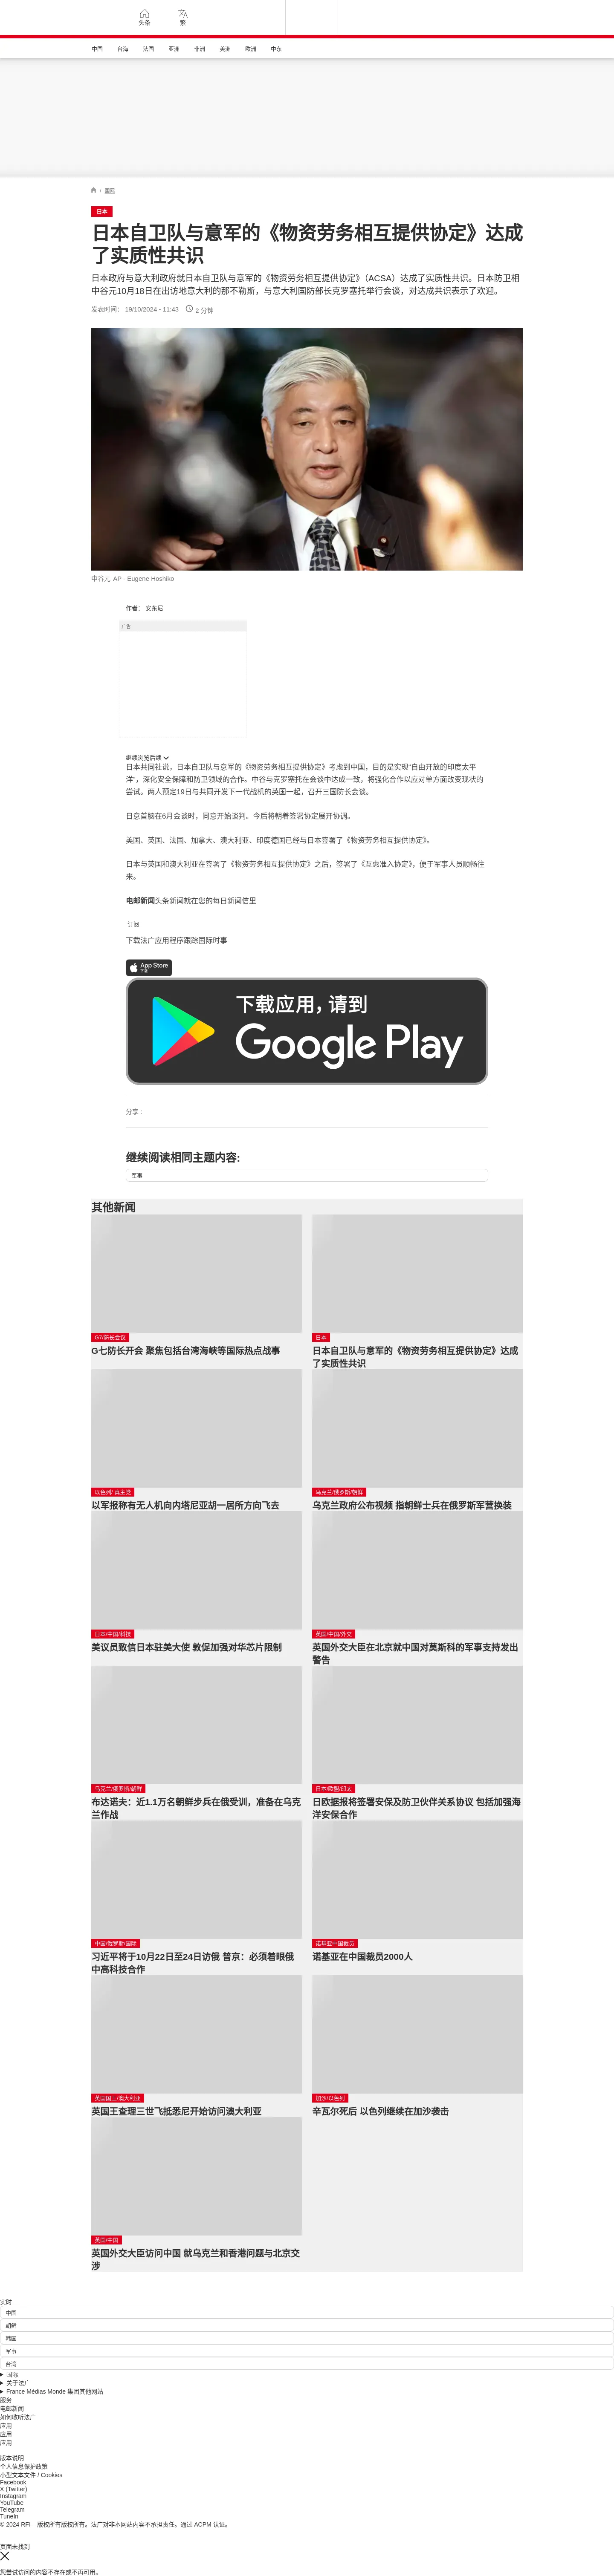 头条
繁
中国
台海
法国
亚洲
非洲
美洲
欧洲
中东
/ 国际
日本
日本自卫队与意军的《物资劳务相互提供协定》达成
了实质性共识
日本政府与意大利政府就日本自卫队与意军的《物资劳务相互提供协定》（ACSA）达成了实质性共识。日本防卫相
中谷元10月18日在出访地意大利的那不勒斯，与意大利国防部长克罗塞托举行会谈，对达成共识表示了欢迎。
发表时间： 19/10/2024 - 11:43 2 分钟
中谷元 AP - Eugene Hoshiko
作者： 安东尼
广告
继续浏览后续
日本共同社说，日本自卫队与意军的《物资劳务相互提供协定》考虑到中国，目的是实现“自由开放的印度太平
洋”，深化安全保障和防卫领域的合作。中谷与克罗塞托在会谈中达成一致，将强化合作以应对单方面改变现状的
尝试。两人预定19日与共同开发下一代战机的英国一起，召开三国防长会谈。
日意首脑在6月会谈时，同意开始谈判。今后将朝着签署协定展开协调。
美国、英国、法国、加拿大、澳大利亚、印度德国已经与日本签署了《物资劳务相互提供协定》。
日本与英国和澳大利亚在签署了《物资劳务相互提供协定》之后，签署了《互惠准入协定》，便于军事人员顺畅往
来。
电邮新闻头条新闻就在您的每日新闻信里
订阅
下载法广应用程序跟踪国际时事
App Store
下载
下载应用，请到
Google Play
分享 :
继续阅读相同主题内容:
军事
其他新闻
G7/防长会议
G七防长开会 聚焦包括台湾海峡等国际热点战事
日本
日本自卫队与意军的《物资劳务相互提供协定》达成
了实质性共识
以色列/ 真主党
以军报称有无人机向内塔尼亚胡一居所方向飞去
乌克兰/俄罗斯/朝鲜
乌克兰政府公布视频 指朝鲜士兵在俄罗斯军营换装
日本/中国/科技
美议员致信日本驻美大使 敦促加强对华芯片限制
英国/中国/外交
英国外交大臣在北京就中国对莫斯科的军事支持发出
警告
乌克兰/俄罗斯/朝鲜
布达诺夫：近1.1万名朝鲜步兵在俄受训，准备在乌克
兰作战
日本/欧盟/印太
日欧据报将签署安保及防卫伙伴关系协议 包括加强海
洋安保合作
中国/俄罗斯/国际
习近平将于10月22日至24日访俄 普京：必须着眼俄
中高科技合作
诺基亚中国裁员
诺基亚在中国裁员2000人
英国国王/澳大利亚
英国王查理三世飞抵悉尼开始访问澳大利亚
加沙/以色列
辛瓦尔死后 以色列继续在加沙袭击
英国/中国
英国外交大臣访问中国 就乌克兰和香港问题与北京交
涉
实时
中国
朝鲜
韩国
军事
台湾
国际
关于法广
France Médias Monde 集团其他网站
服务
电邮新闻
如何收听法广
应用
应用
应用
版本说明
个人信息保护政策
小型文本文件 / Cookies
Facebook
X (Twitter)
Instagram
YouTube
Telegram
TuneIn
© 2024 RFI – 版权所有版权所有。法广对非本网站内容不承担责任。通过 ACPM 认证。
页面未找到
您尝试访问的内容不存在或不再可用。